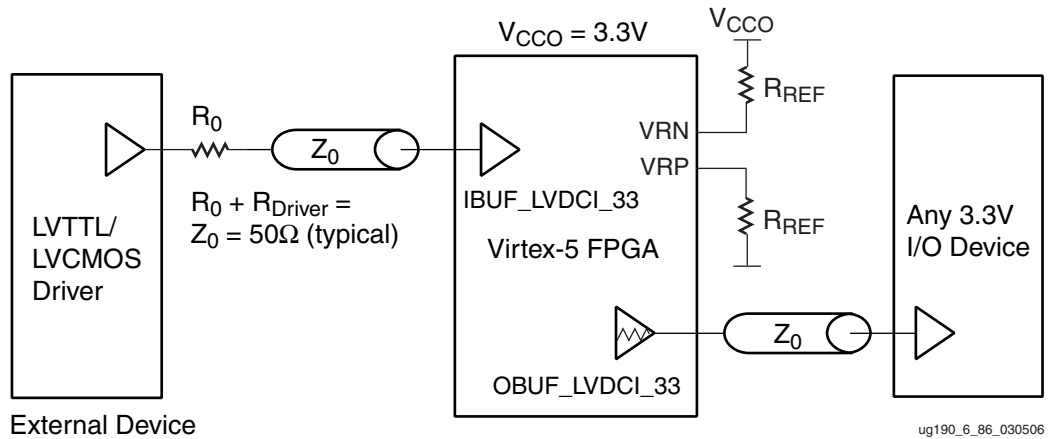 VCCO = 3.3V
VCCO
RREF
R0
VRN
Z0
VRP
IBUF_LVDCI_33
R0 + RDriver =
Z0 = 50Ω (typical)
RREF
LVTTL/
LVCMOS
Driver
Virtex-5 FPGA
Any 3.3V
I/O Device
Z0
OBUF_LVDCI_33
External Device
ug190_6_86_030506